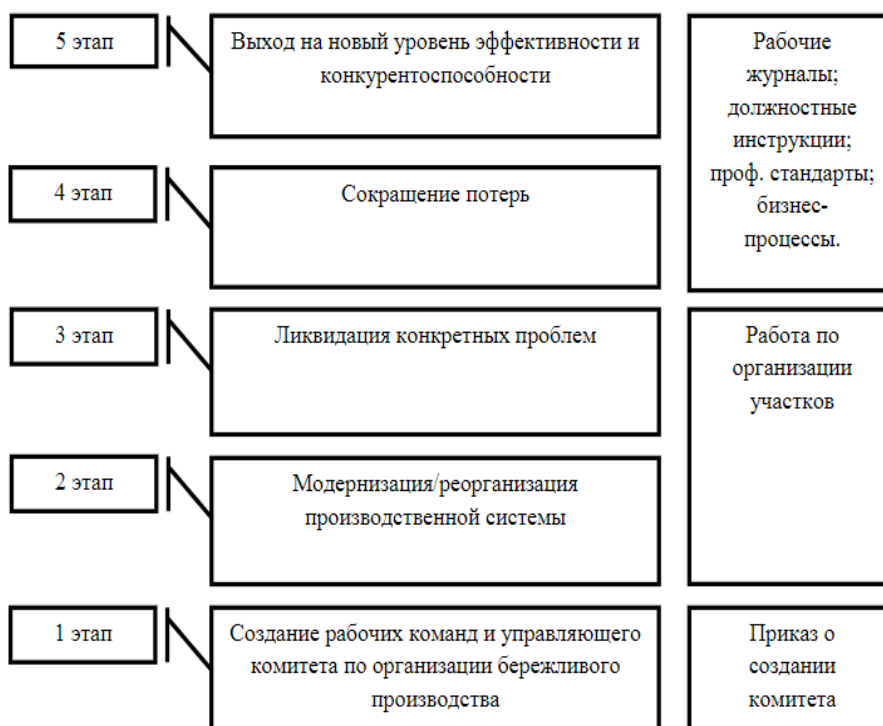 5 этап
Выход на новый уровень эффективности и
конкурентоспособности
Рабочие
журналы;
должностные
инструкции;
проф. стандарты;
бизнес-
процессы.
4 этап
Сокращение потерь
3 этап
Ликвидация конкретных проблем
Работа по
организации
участков
2 этап
Модернизация/реорганизация
производственной системы
1 этап
Создание рабочих команд и управляющего
комитета по организации бережливого
производства
Приказ о
создании
комитета